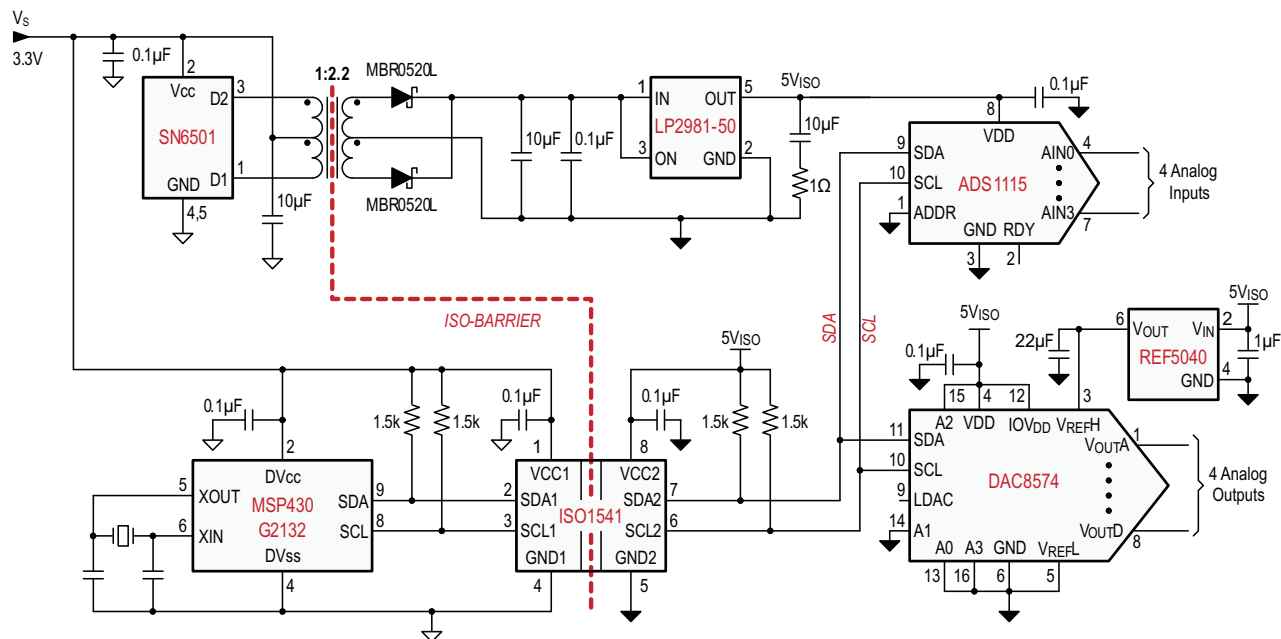 VS
3.3V
0.1µF
2
Vcc
3
D2
SN6501
D1
1
GND
4,5
10µF
1:2.2
MBR0520L
MBR0520L
10µF
0.1µF
1
IN
OUT
5
LP2981-50
3
ON
GND
2
5VISO
10µF
1Ω
0.1µF
8
VDD
9
SDA
AIN0
4
10
SCL
ADS1115
1
ADDR
AIN3
7
GND
RDY
3
2
4 Analog
Inputs
ISO-BARRIER
SDA
SCL
5VISO
0.1µF
15
4
12
3
A2
VDD
IOVDD
VREFH
11
SDA
VOUTA
1
10
SCL
DAC8574
9
LDAC
14
A1
VOUTD
8
A0
A3
GND
VREFL
13
16
6
5
4 Analog
Outputs
22µF
6
VOUT
VIN
2
REF5040
GND
4
5VISO
1µF
0.1µF
2
DVcc
5
XOUT
MSP430
G2132
SDA
9
6
XIN
SCL
8
DVss
4
1.5k
1.5k
0.1µF
1
VCC1
2
SDA1
3
SCL1
GND1
4
ISO1541
5VISO
0.1µF
8
VCC2
SDA2
7
SCL2
6
GND2
5
1.5k
1.5k